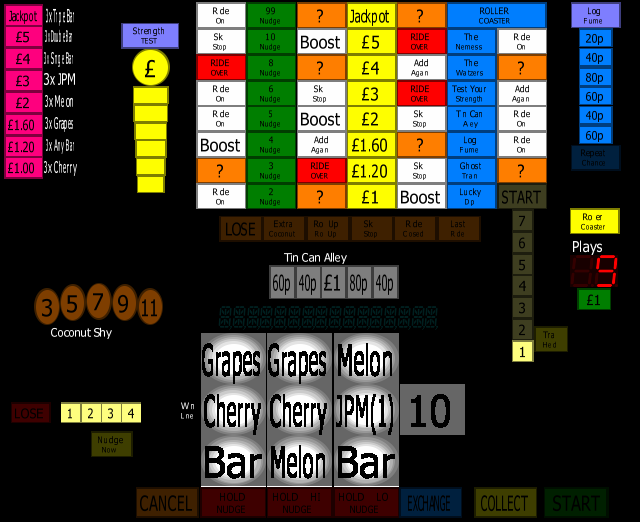 Jackpot 3x Triple Bar
£5 3x Double Bar
£4 3x Single Bar
£3 3x JPM
£2 3x Melon
£1.60 3x Grapes
£1.20 3x Any Bar
£1.00 3x Cherry
Strength
TEST
£
Ride On 99 Nudge ? Jackpot ? ROLLER COASTER
Sk Stop 10 Nudge Boost £5 RIDE OVER The Nemesis Ride On
RIDE OVER 8 Nudge ? £4 Add Again The Waltzers ?
Ride On 6 Nudge Sk Stop £3 RIDE OVER Test Your Strength Add Again
Ride On 5 Nudge Boost £2 Sk Stop Tin Can Alley Ride On
Boost 4 Nudge Add Again £1.60 ? Log Fume Ride On
? 3 Nudge RIDE OVER £1.20 Sk Stop Ghost Train ?
Ride On 2 Nudge ? £1 Boost Lucky Dip START
Log
Fume
20p
40p
80p
60p
40p
60p
Repeat
Chance
LOSE Extra Coconut Ro Up Ro Up Sk Stop Ride Closed Last Ride
7
6
5
4
3
2
1
Roller
Coaster
Plays
9
£1
Tin Can Alley
60p 40p £1 80p 40p
3 5 7 9 11
Coconut Shy
Grapes Grapes Melon
Win
Line
Cherry Cherry JPM(1) 10
Bar Melon Bar
LOSE 1 2 3 4
Nudge
Now
CANCEL HOLD NUDGE HOLD HI NUDGE HOLD LO NUDGE EXCHANGE COLLECT START